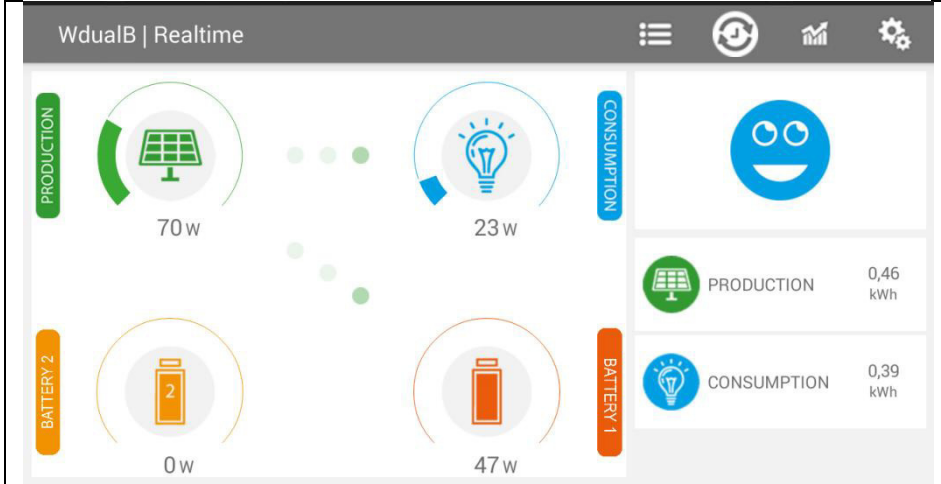 WdualB | Realtime
PRODUCTION
70 W
CONSUMPTION
23 W
BATTERY 2
2
0 W
BATTERY 1
47 W
PRODUCTION
0,46
kWh
CONSUMPTION
0,39
kWh